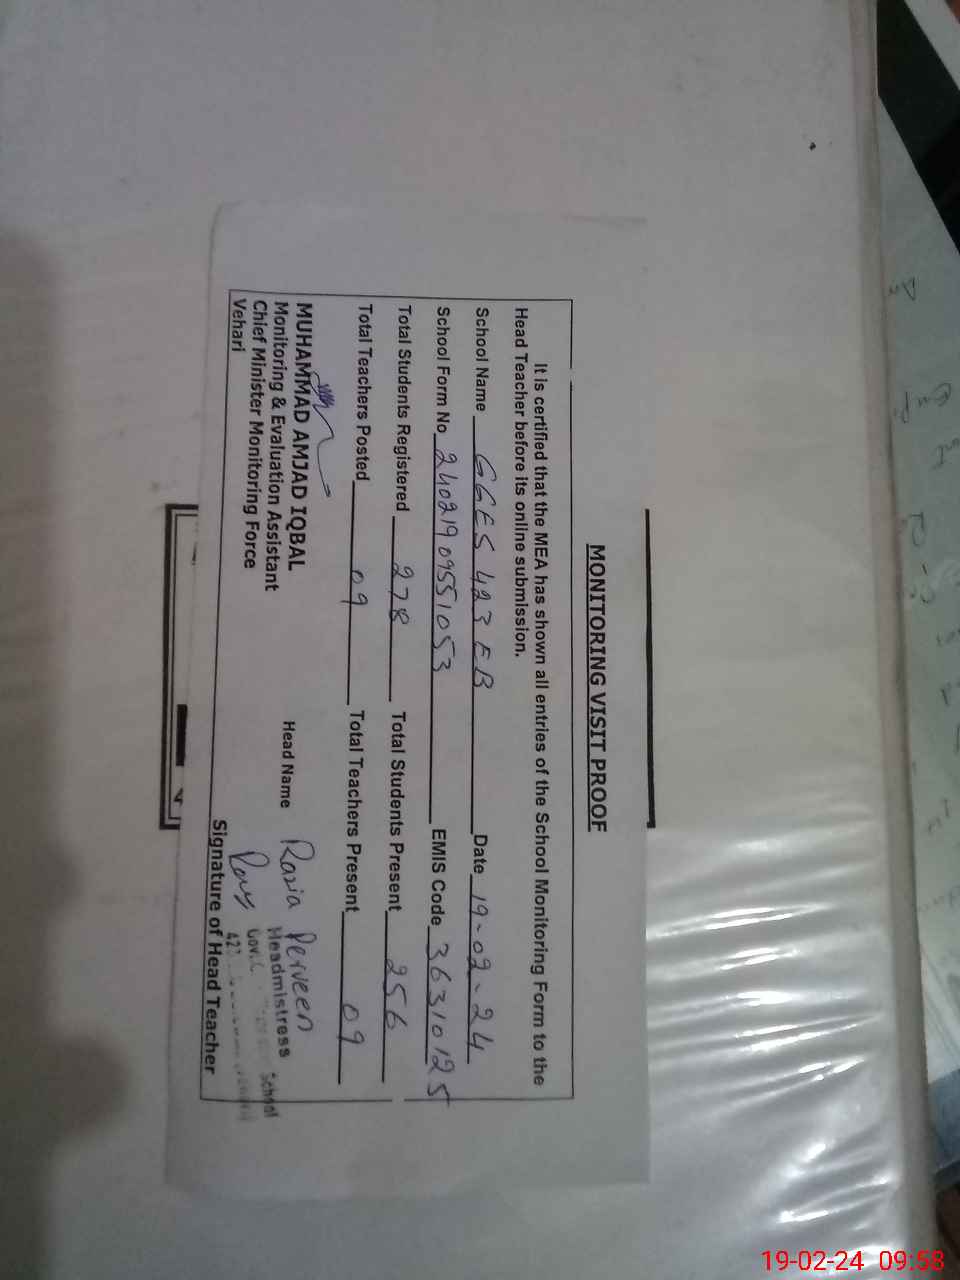 MONITORING VISIT PROOF
It is certified that the MEA has shown all entries of the School Monitoring Form to the
Head Teacher before its online submission.
School Name GGES 423 EB Date 19-02-24
School Form No 240219095510 53 EMIS Code 36310125
Total Students Registered 278 Total Students Present 256
Total Teachers Posted 09 Total Teachers Present 09
MUHAMMAD AMJAD IQBAL
Monitoring & Evaluation Assistant
Chief Minister Monitoring Force
Vehari
Head Name Razia Perveen
Headmistress
School
Signature of Head Teacher
19-02-24 09:58